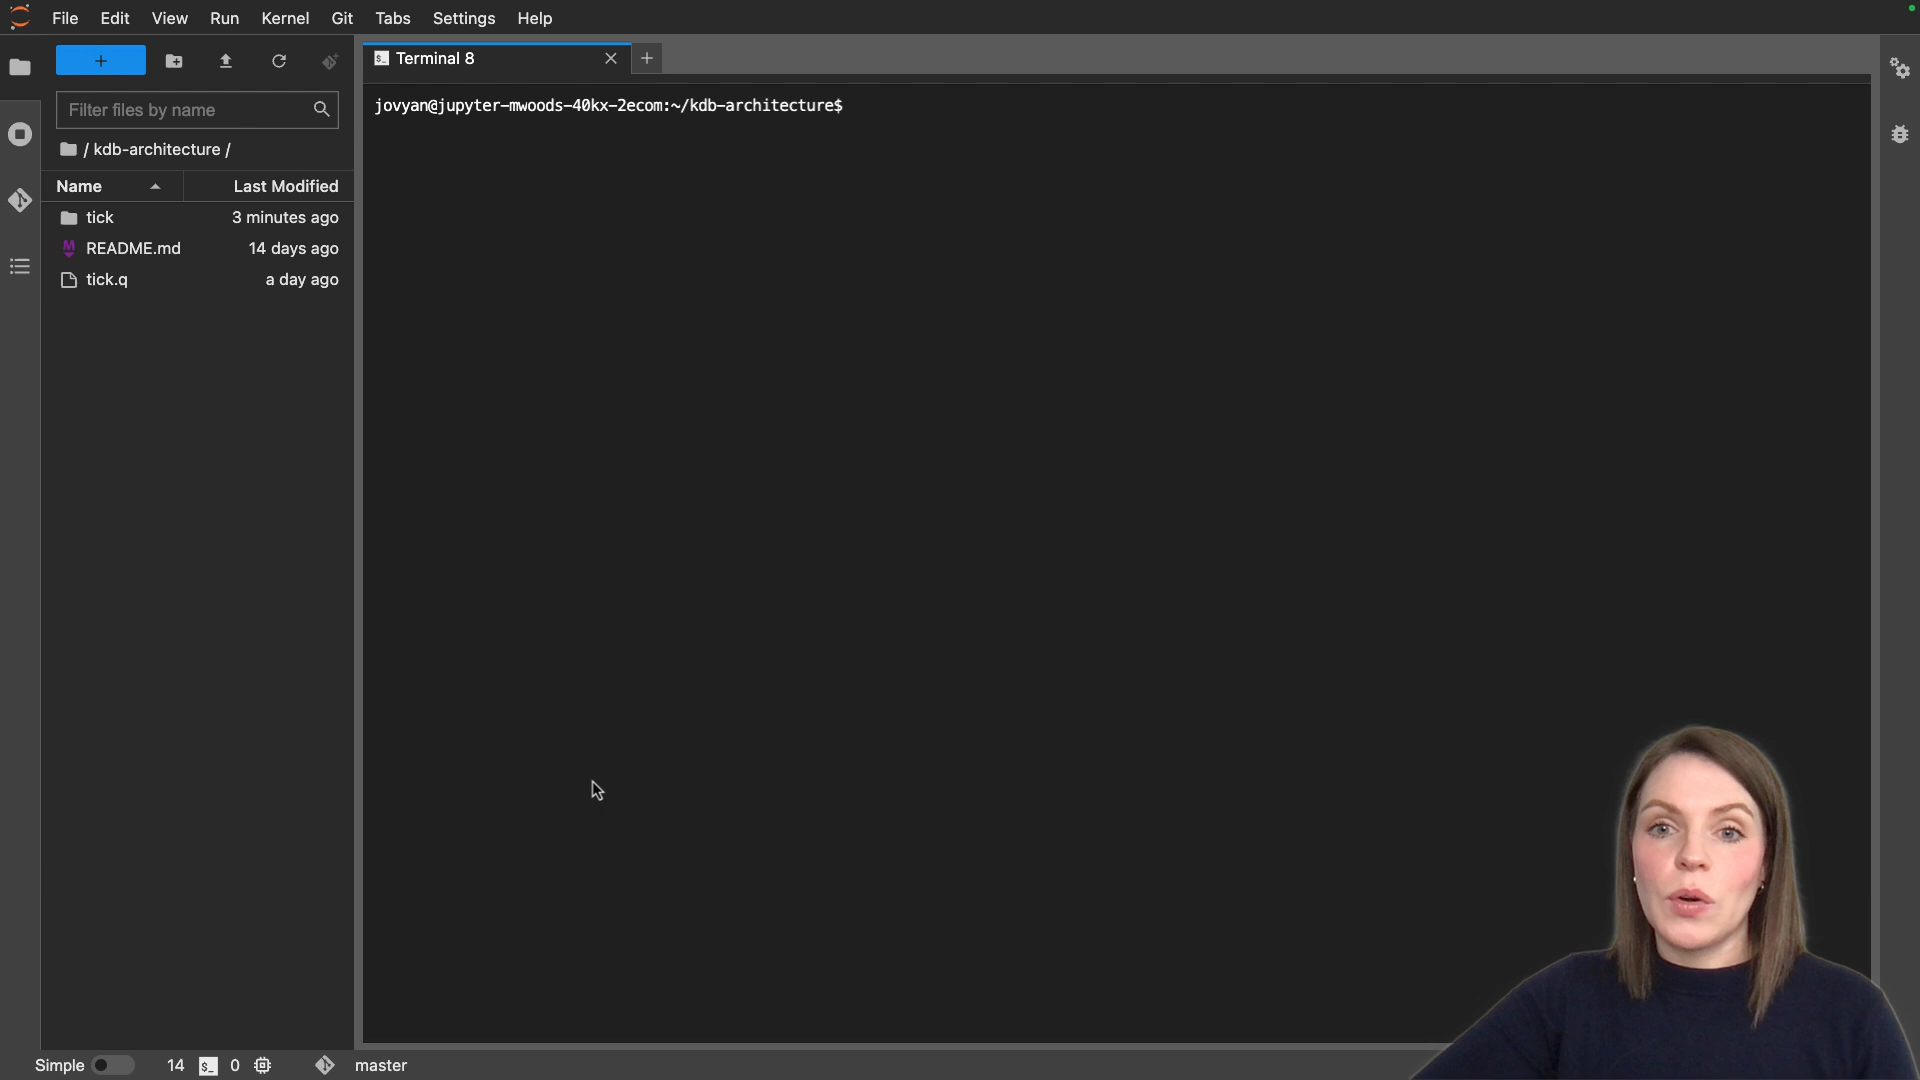 File Edit View Run Kernel Git Tabs Settings Help
+
Terminal 8
Filter files by name
/ kdb-architecture /
Name Last Modified
tick 3 minutes ago
README.md 14 days ago
tick.q a day ago
jovyan@jupyter-mwoods-40kx-2ecom:~/kdb-architecture$
Simple 14 $_ 0 master